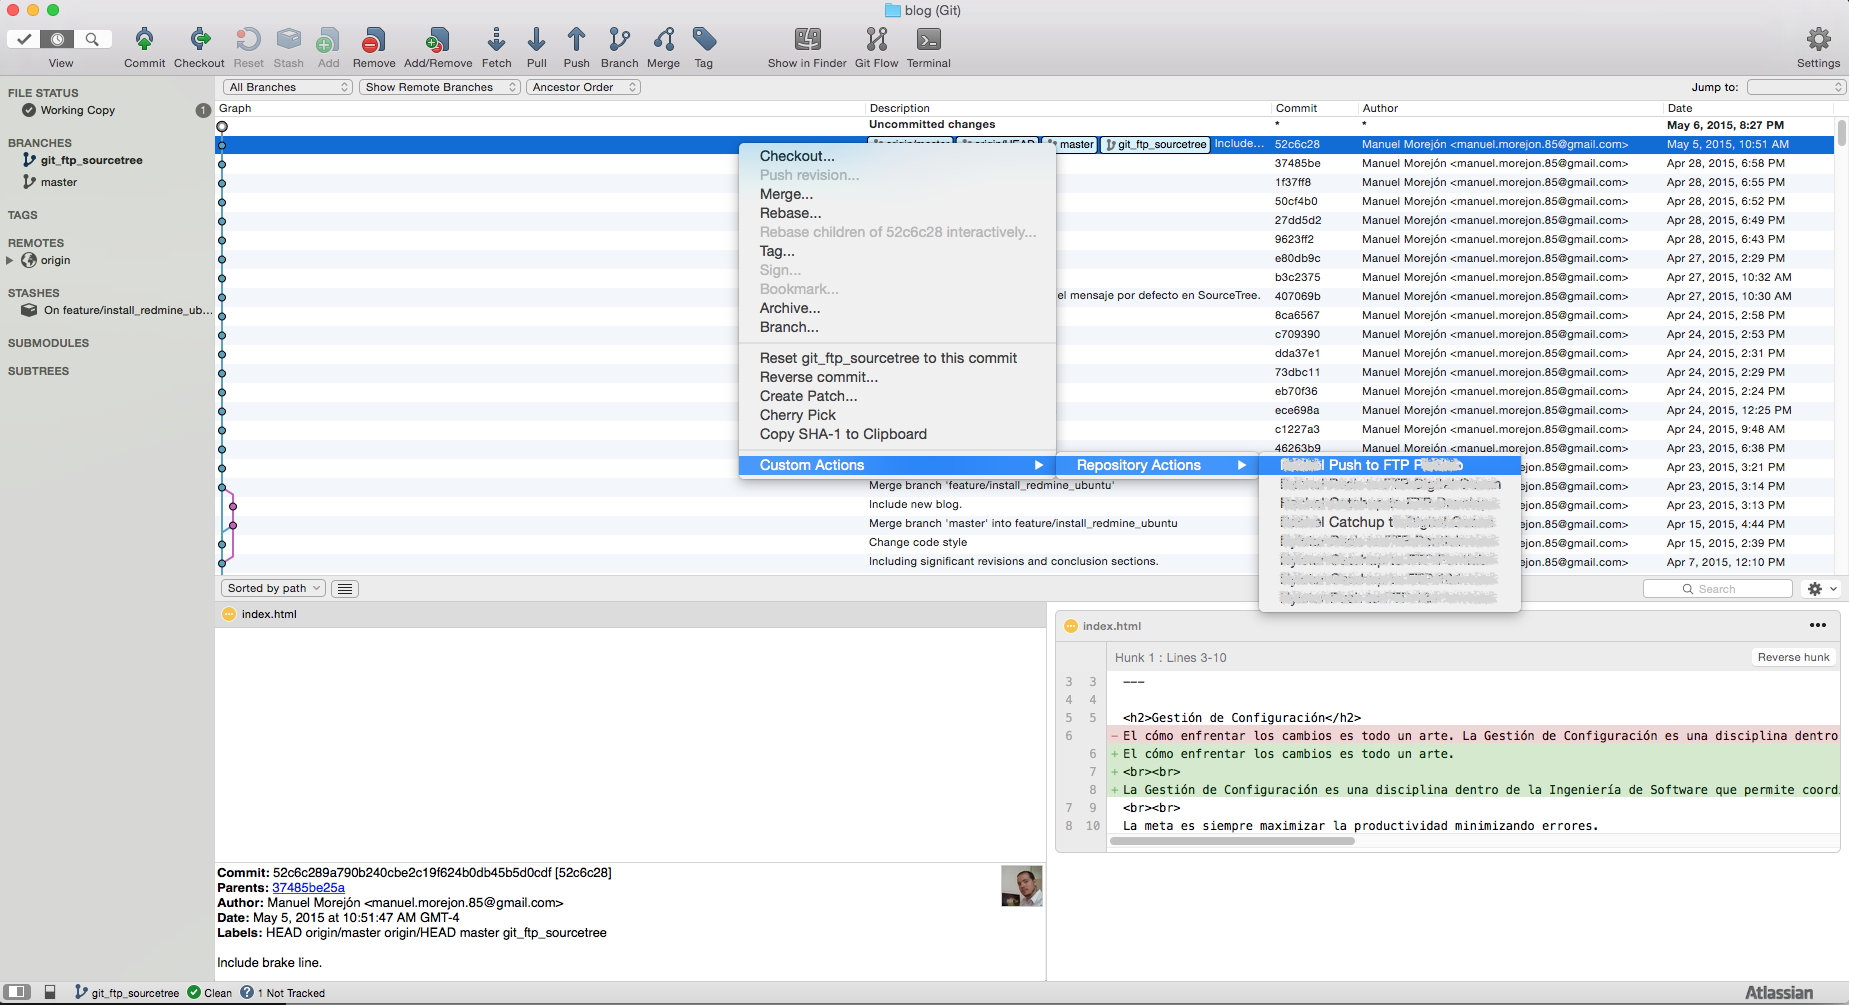 blog (Git)
View
Commit
Checkout
Reset
Stash
Add
Remove
Add/Remove
Fetch
Pull
Push
Branch
Merge
Tag
Show in Finder
Git Flow
Terminal
Settings
All Branches
Show Remote Branches
Ancestor Order
Jump to:
FILE STATUS
Working Copy 1
BRANCHES
git_ftp_sourcetree
master
TAGS
REMOTES
origin
STASHES
On feature/install_redmine_ub...
SUBMODULES
SUBTREES
Graph Description Commit Author Date
Uncommitted changes * * May 6, 2015, 8:27 PM
master git_ftp_sourcetree Include... 52c6c28 Manuel Morejón <manuel.morejon.85@gmail.com> May 5, 2015, 10:51 AM
37485be Manuel Morejón <manuel.morejon.85@gmail.com> Apr 28, 2015, 6:58 PM
1f37ff8 Manuel Morejón <manuel.morejon.85@gmail.com> Apr 28, 2015, 6:55 PM
50cf4b0 Manuel Morejón <manuel.morejon.85@gmail.com> Apr 28, 2015, 6:52 PM
27dd5d2 Manuel Morejón <manuel.morejon.85@gmail.com> Apr 28, 2015, 6:49 PM
9623ff2 Manuel Morejón <manuel.morejon.85@gmail.com> Apr 28, 2015, 6:43 PM
e80db9c Manuel Morejón <manuel.morejon.85@gmail.com> Apr 27, 2015, 2:29 PM
b3c2375 Manuel Morejón <manuel.morejon.85@gmail.com> Apr 27, 2015, 10:32 AM
el mensaje por defecto en SourceTree. 407069b Manuel Morejón <manuel.morejon.85@gmail.com> Apr 27, 2015, 10:30 AM
8ca6567 Manuel Morejón <manuel.morejon.85@gmail.com> Apr 24, 2015, 2:58 PM
c709390 Manuel Morejón <manuel.morejon.85@gmail.com> Apr 24, 2015, 2:53 PM
dda37e1 Manuel Morejón <manuel.morejon.85@gmail.com> Apr 24, 2015, 2:31 PM
73dbc11 Manuel Morejón <manuel.morejon.85@gmail.com> Apr 24, 2015, 2:29 PM
eb70f36 Manuel Morejón <manuel.morejon.85@gmail.com> Apr 24, 2015, 2:24 PM
ece698a Manuel Morejón <manuel.morejon.85@gmail.com> Apr 24, 2015, 12:25 PM
c1227a3 Manuel Morejón <manuel.morejon.85@gmail.com> Apr 24, 2015, 9:48 AM
46263b9 Manuel Morejón <manuel.morejon.85@gmail.com> Apr 23, 2015, 6:38 PM
ejon.85@gmail.com> Apr 23, 2015, 3:21 PM
Merge branch 'feature/install_redmine_ubuntu' ejon.85@gmail.com> Apr 23, 2015, 3:14 PM
Include new blog. ejon.85@gmail.com> Apr 23, 2015, 3:13 PM
Merge branch 'master' into feature/install_redmine_ubuntu ejon.85@gmail.com> Apr 15, 2015, 4:44 PM
Change code style ejon.85@gmail.com> Apr 15, 2015, 2:39 PM
Including significant revisions and conclusion sections. ejon.85@gmail.com> Apr 7, 2015, 12:10 PM
Checkout...
Push revision...
Merge...
Rebase...
Rebase children of 52c6c28 interactively...
Tag...
Sign...
Bookmark...
Archive...
Branch...
Reset git_ftp_sourcetree to this commit
Reverse commit...
Create Patch...
Cherry Pick
Copy SHA-1 to Clipboard
Custom Actions
Repository Actions
Push to FTP
Catchup
Sorted by path
Search
index.html
index.html
Hunk 1 : Lines 3-10
Reverse hunk
3 3 ---
4 4
5 5 <h2>Gestión de Configuración</h2>
6 - El cómo enfrentar los cambios es todo un arte. La Gestión de Configuración es una disciplina dentro
6 + El cómo enfrentar los cambios es todo un arte.
7 + <br><br>
8 + La Gestión de Configuración es una disciplina dentro de la Ingeniería de Software que permite coord
7 9 <br><br>
8 10 La meta es siempre maximizar la productividad minimizando errores.
Commit: 52c6c289a790b240cbe2c19f624b0db45b5d0cdf [52c6c28]
Parents: 37485be25a
Author: Manuel Morejón <manuel.morejon.85@gmail.com>
Date: May 5, 2015 at 10:51:47 AM GMT-4
Labels: HEAD origin/master origin/HEAD master git_ftp_sourcetree
Include brake line.
git_ftp_sourcetree Clean 1 Not Tracked
Atlassian